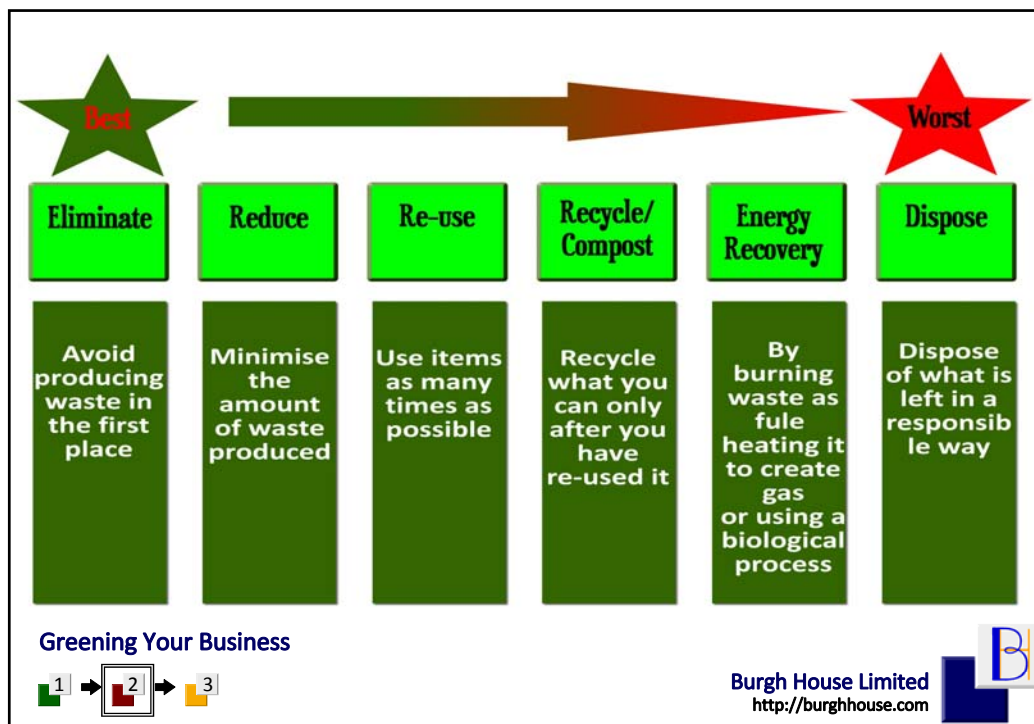 Best
Worst
Eliminate
Reduce
Re-use
Recycle/
Compost
Energy
Recovery
Dispose
Avoid
producing
waste in
the first
place
Minimise
the
amount
of waste
produced
Use items
as many
times as
possible
Recycle
what you
can only
after you
have
re-used it
By
burning
waste as
fule
heating it
to create
gas
or using a
biological
process
Dispose
of what is
left in a
responsib
le way
Greening Your Business
1
2
3
Burgh House Limited
http://burghhouse.com
BH